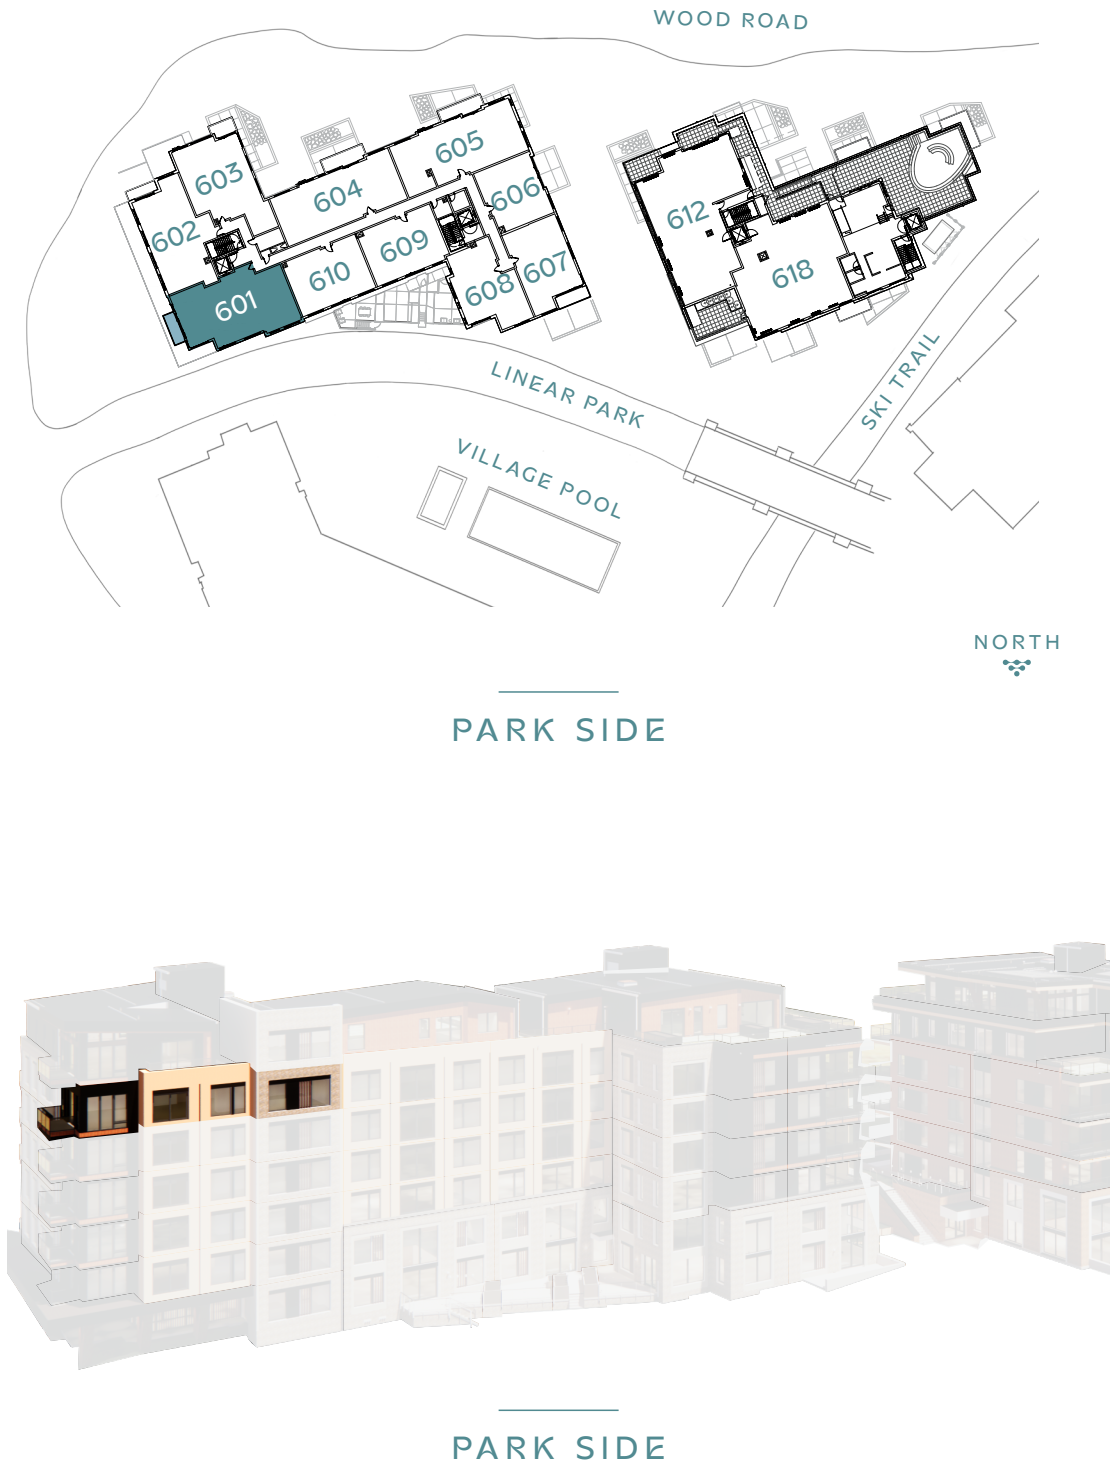 WOOD ROAD
605
603
604
606
602
612
609
610
607
618
608
601
LINEAR PARK
SKI TRAIL
VILLAGE POOL
NORTH
PARK SIDE
PARK SIDE